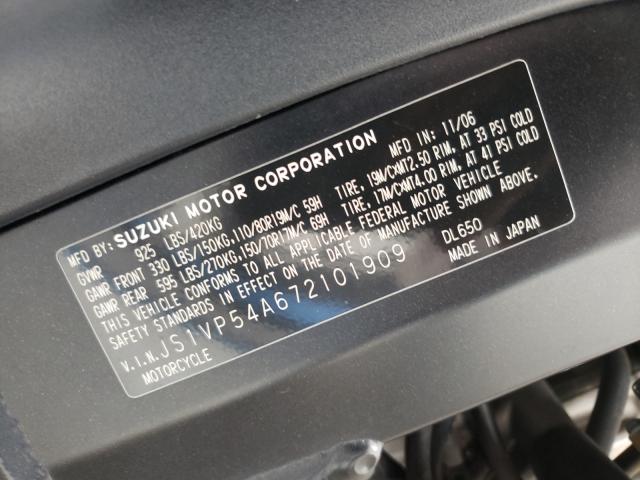 MFD BY: SUZUKI MOTOR CORPORATION MFD IN: 11/06
GVWR 925 LBS/420KG
GAWR FRONT 330 LBS/150KG,110/80R19M/C 59H TIRE, 19M/C×MT2.50 RIM, AT 33 PSI COLD
GAWR REAR 595 LBS/270KG,150/70R17M/C 69H TIRE, 17M/C×MT4.00 RIM, AT 41 PSI COLD
THIS VEHICLE CONFORMS TO ALL APPLICABLE FEDERAL MOTOR VEHICLE
SAFETY STANDARDS IN EFFECT ON THE DATE OF MANUFACTURE SHOWN ABOVE.
V.I.N. JS1VP54A672101909 DL650
MOTORCYCLE MADE IN JAPAN